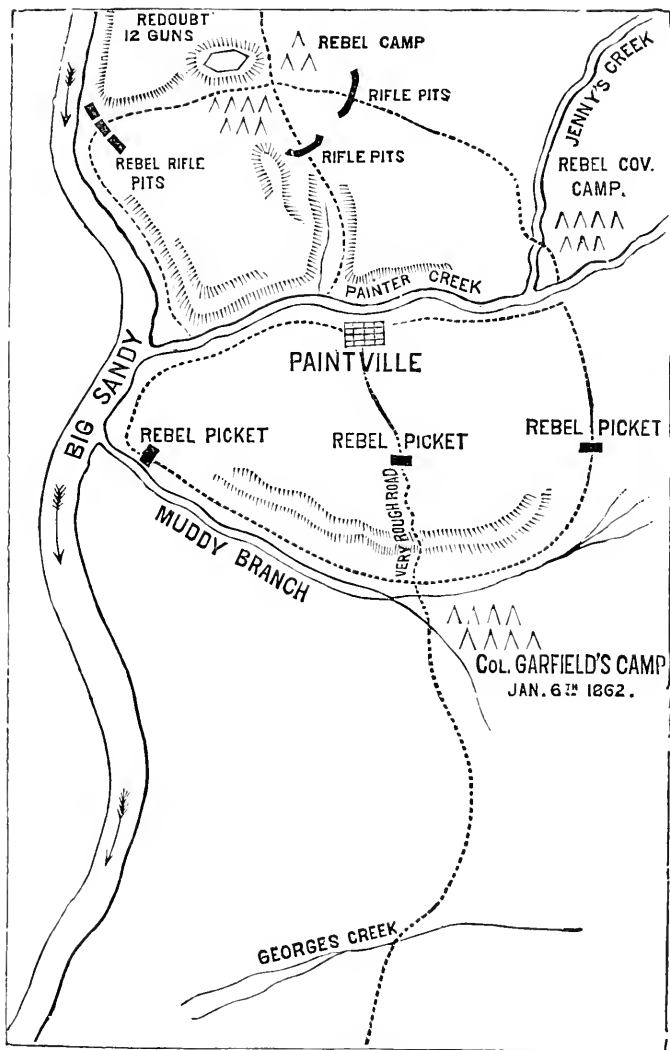 REDOUBT
12 GUNS
REBEL CAMP
RIFLE PITS
JENNY'S CREEK
REBEL RIFLE
PITS
RIFLE PITS
REBEL COV.
CAMP.
PAINTER CREEK
PAINTVILLE
BIG SANDY
REBEL PICKET
REBEL PICKET
REBEL PICKET
VERY ROUGH ROAD
MUDDY BRANCH
COL. GARFIELD'S CAMP
JAN. 6TH 1862.
GEORGES CREEK